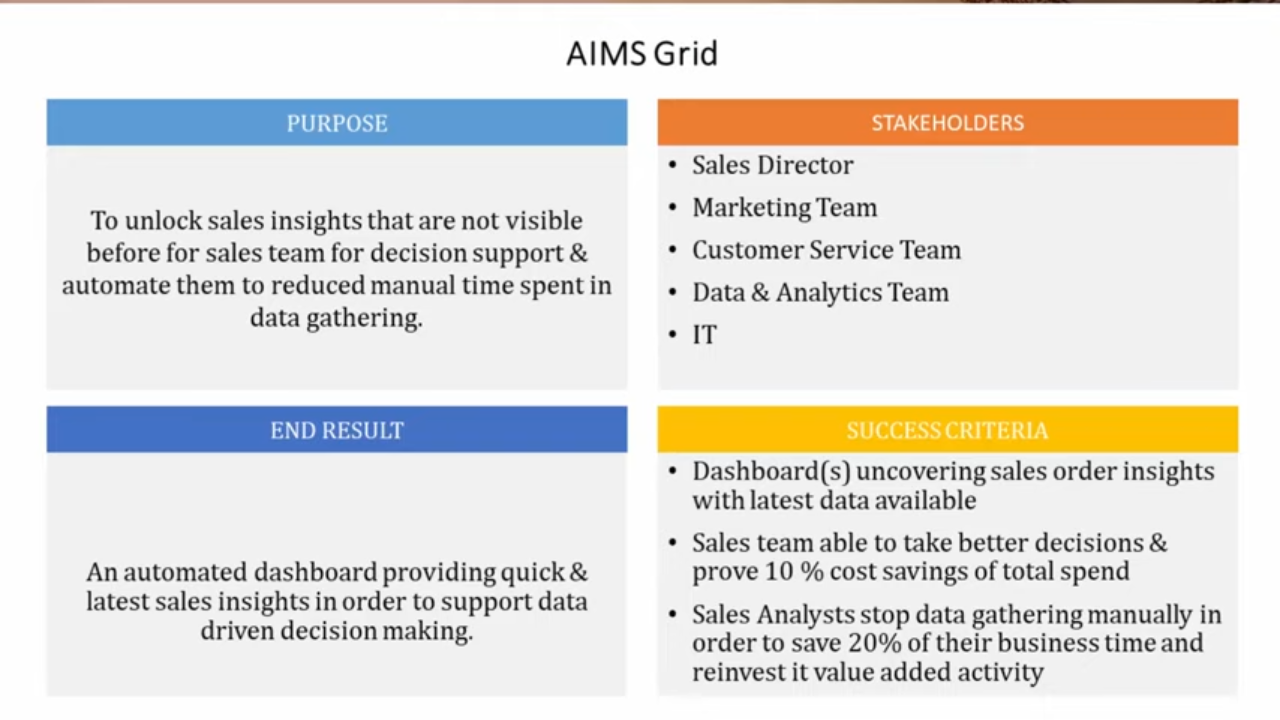 AIMS Grid
PURPOSE
To unlock sales insights that are not visible
before for sales team for decision support &
automate them to reduced manual time spent in
data gathering.
STAKEHOLDERS
• Sales Director
• Marketing Team
• Customer Service Team
• Data & Analytics Team
• IT
END RESULT
An automated dashboard providing quick &
latest sales insights in order to support data
driven decision making.
SUCCESS CRITERIA
• Dashboard(s) uncovering sales order insights
with latest data available
• Sales team able to take better decisions &
prove 10 % cost savings of total spend
• Sales Analysts stop data gathering manually in
order to save 20% of their business time and
reinvest it value added activity